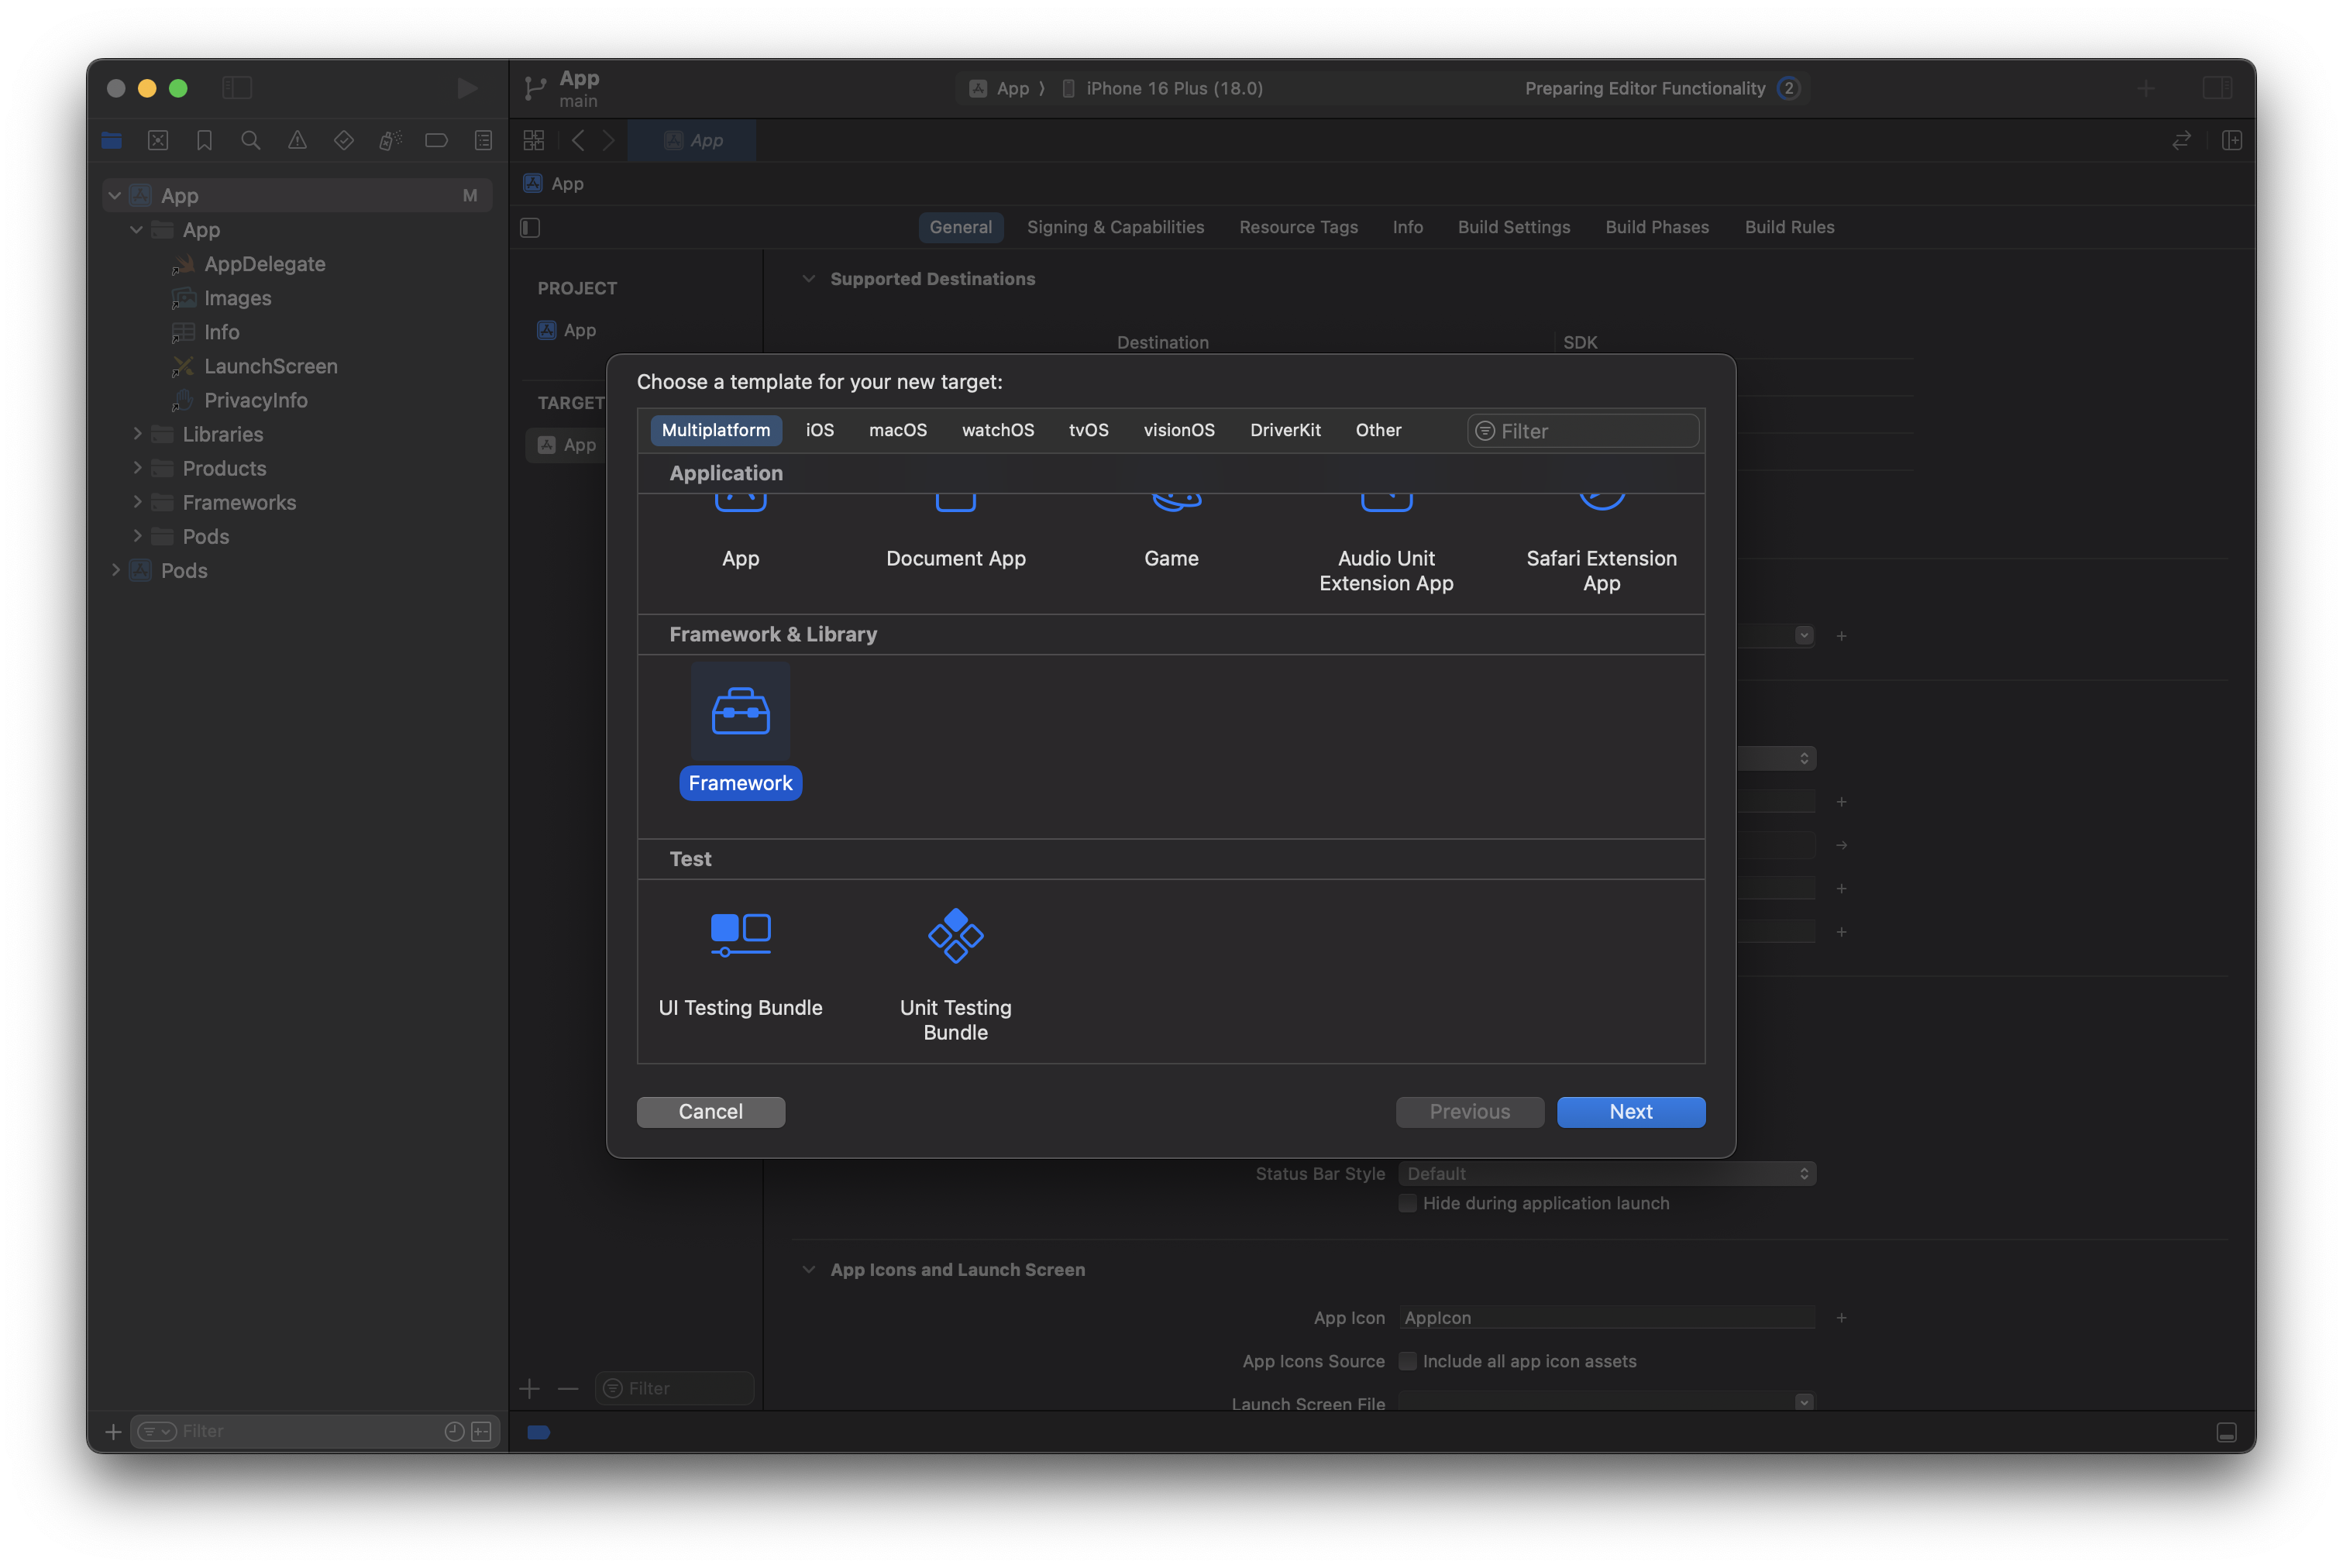 App
main
App
iPhone 16 Plus (18.0)
Preparing Editor Functionality
2
App
App
General
Signing & Capabilities
Resource Tags
Info
Build Settings
Build Phases
Build Rules
App
M
App
AppDelegate
Images
Info
LaunchScreen
PrivacyInfo
Libraries
Products
Frameworks
Pods
Pods
PROJECT
App
TARGET
App
Supported Destinations
Destination
SDK
Choose a template for your new target:
Multiplatform
iOS
macOS
watchOS
tvOS
visionOS
DriverKit
Other
Filter
Application
App
Document App
Game
Audio Unit
Extension App
Safari Extension
App
Framework & Library
Framework
Test
UI Testing Bundle
Unit Testing
Bundle
Cancel
Previous
Next
Status Bar Style
Default
Hide during application launch
App Icons and Launch Screen
App Icon
AppIcon
App Icons Source
Include all app icon assets
Launch Screen File
Filter
Filter